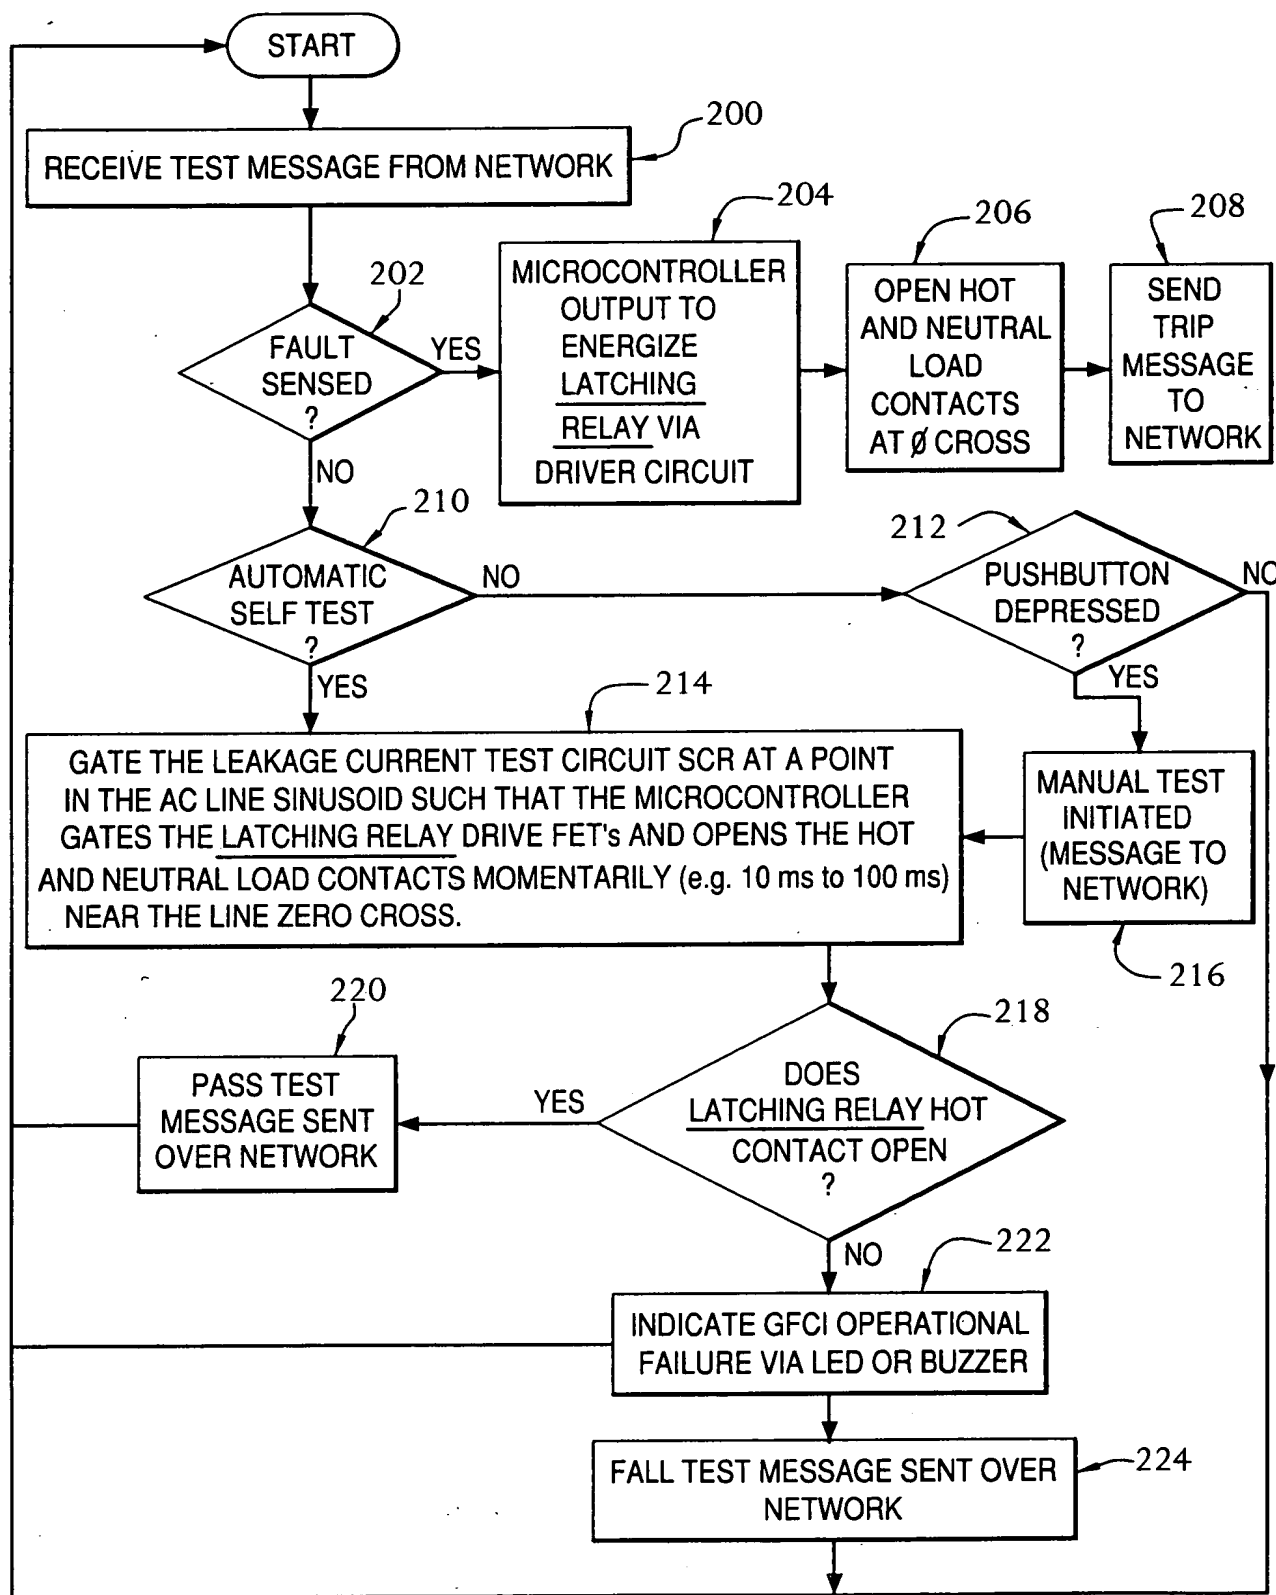 START
200
RECEIVE TEST MESSAGE FROM NETWORK
202
FAULT
SENSED
?
YES
NO
204
MICROCONTROLLER
OUTPUT TO
ENERGIZE
LATCHING
RELAY VIA
DRIVER CIRCUIT
206
OPEN HOT
AND NEUTRAL
LOAD
CONTACTS
AT Ø CROSS
208
SEND
TRIP
MESSAGE
TO
NETWORK
210
AUTOMATIC
SELF TEST
?
NO
YES
212
PUSHBUTTON
DEPRESSED
?
NO
YES
214
GATE THE LEAKAGE CURRENT TEST CIRCUIT SCR AT A POINT
IN THE AC LINE SINUSOID SUCH THAT THE MICROCONTROLLER
GATES THE LATCHING RELAY DRIVE FET's AND OPENS THE HOT
AND NEUTRAL LOAD CONTACTS MOMENTARILY (e.g. 10 ms to 100 ms)
NEAR THE LINE ZERO CROSS.
MANUAL TEST
INITIATED
(MESSAGE TO
NETWORK)
216
218
DOES
LATCHING RELAY HOT
CONTACT OPEN
?
YES
NO
220
PASS TEST
MESSAGE SENT
OVER NETWORK
222
INDICATE GFCI OPERATIONAL
FAILURE VIA LED OR BUZZER
224
FALL TEST MESSAGE SENT OVER
NETWORK